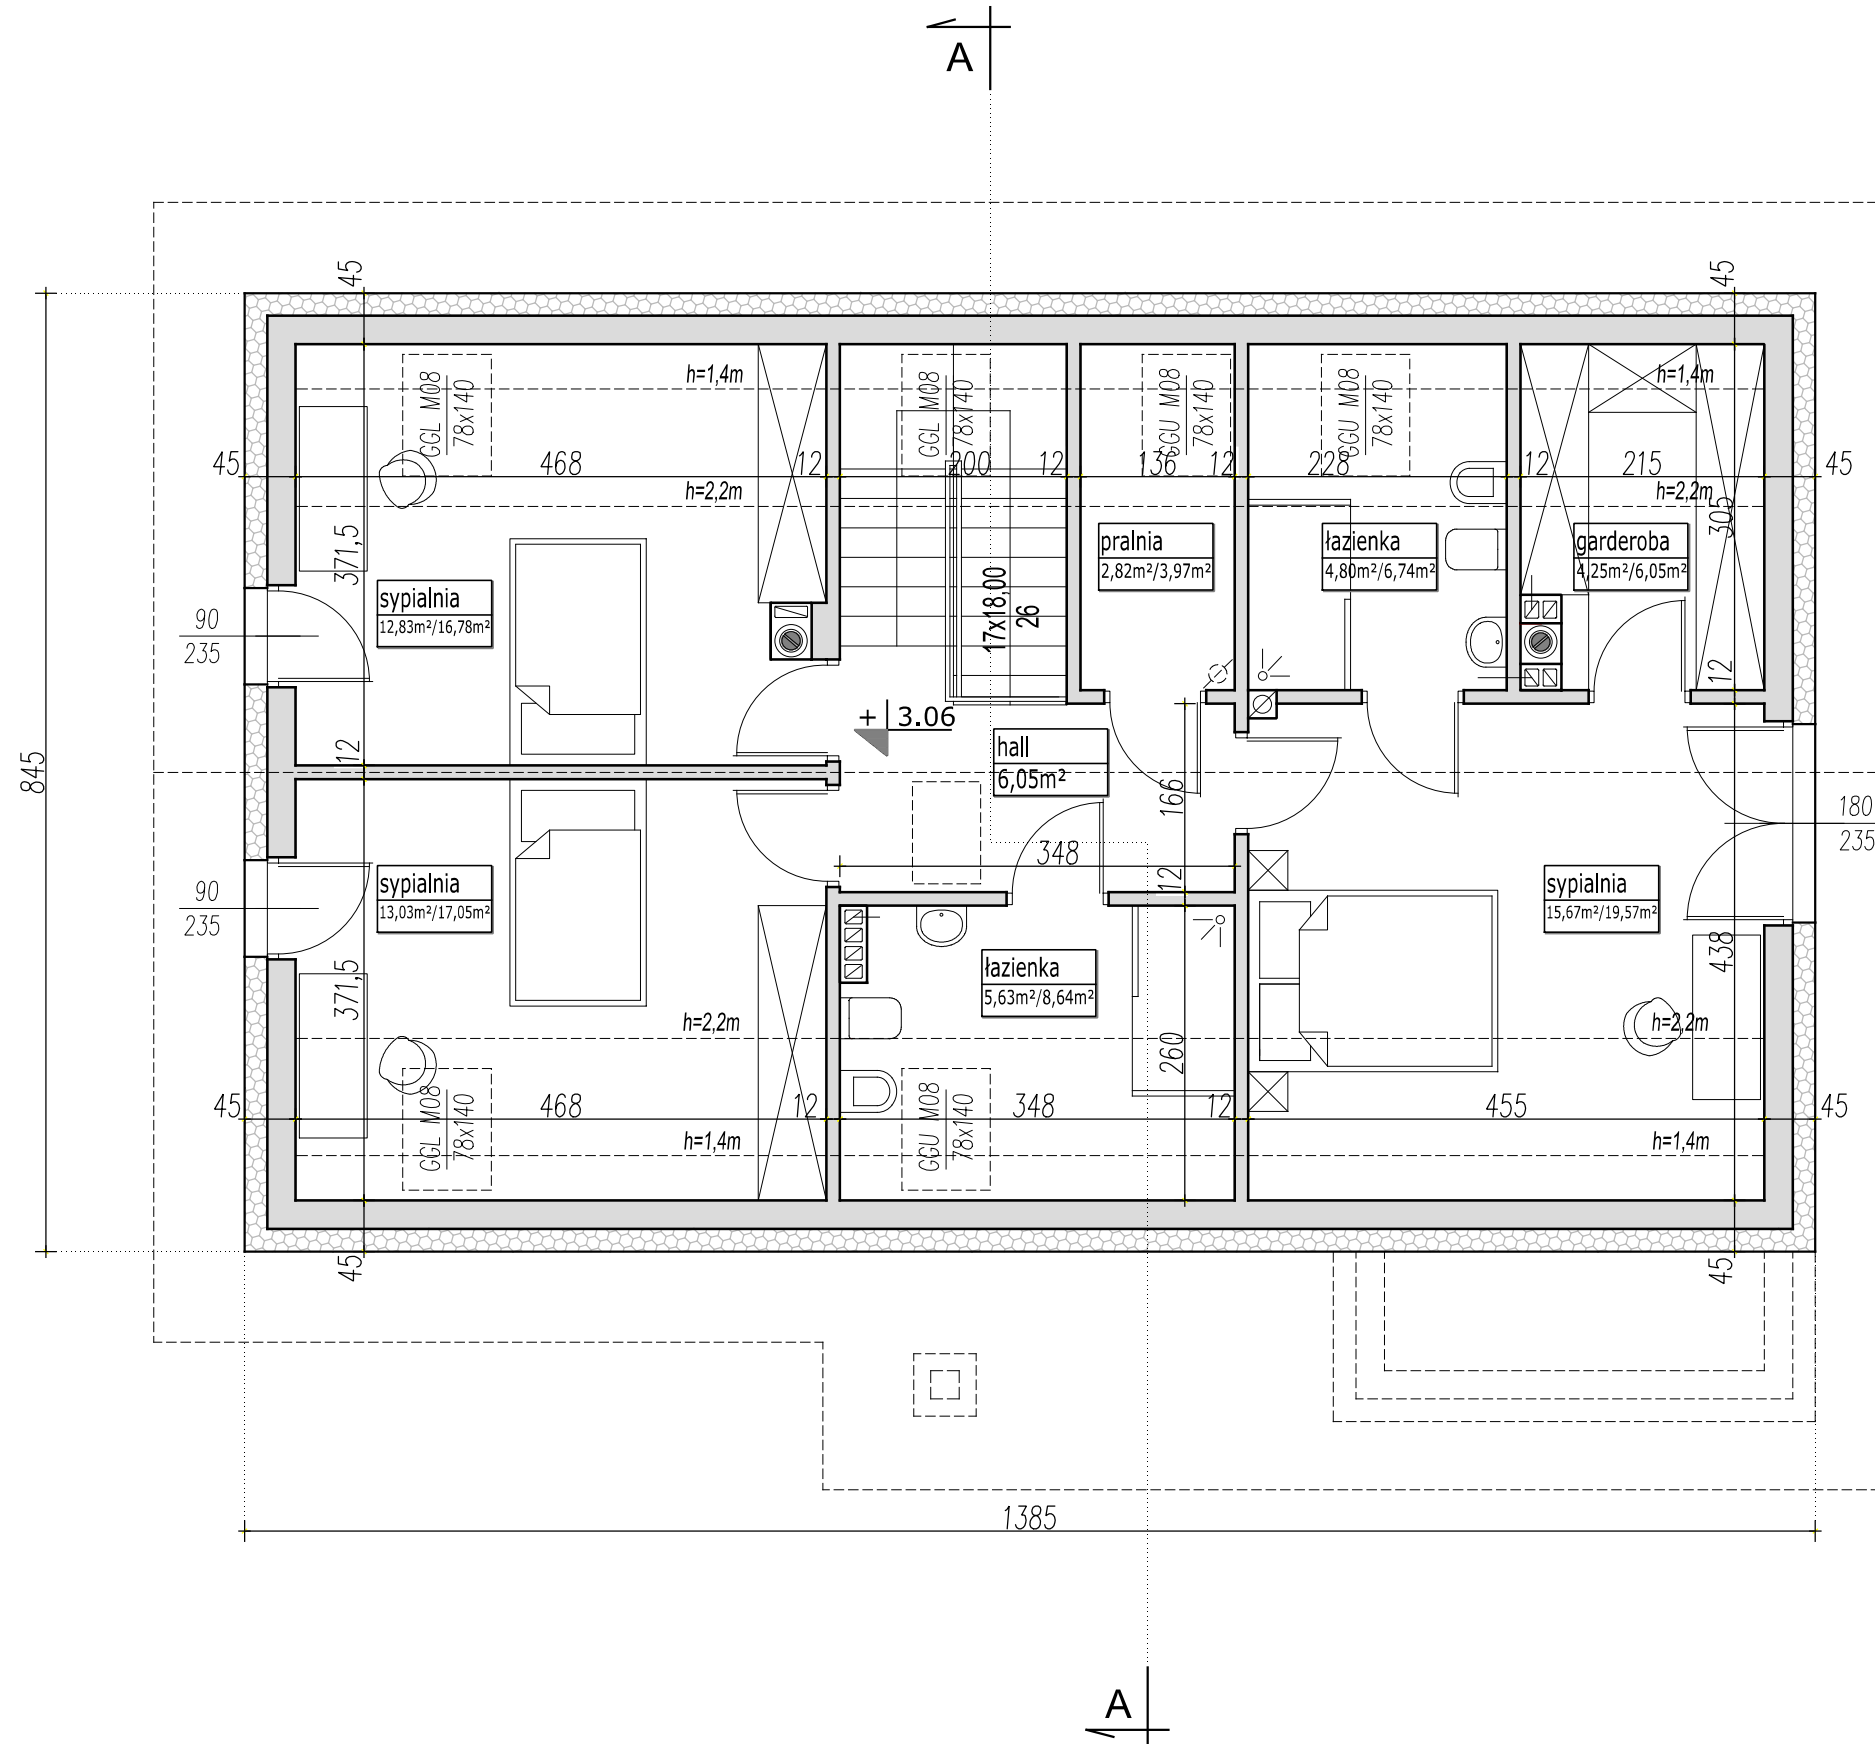 A
45
45
h=1,4m
h=1,4m
GGL M08
78x140
GGL M08
78x140
GGU M08
78x140
GGU M08
78x140
45
468
12
200
12
136
12
228
12
215
45
h=2,2m
h=2,2m
371,5
305
pralnia
2,82m²/3,97m²
łazienka
4,80m²/6,74m²
garderoba
4,25m²/6,05m²
sypialnia
12,83m²/16,78m²
17x18,00
26
90
235
12
+ 3.06
hall
6,05m²
12
845
166
180
235
348
12
sypialnia
13,03m²/17,05m²
sypialnia
15,67m²/19,57m²
90
235
438
łazienka
5,63m²/8,64m²
371,5
h=2,2m
h=2,2m
260
GGL M08
78x140
GGU M08
78x140
45
468
12
348
12
455
45
h=1,4m
h=1,4m
45
45
1385
A